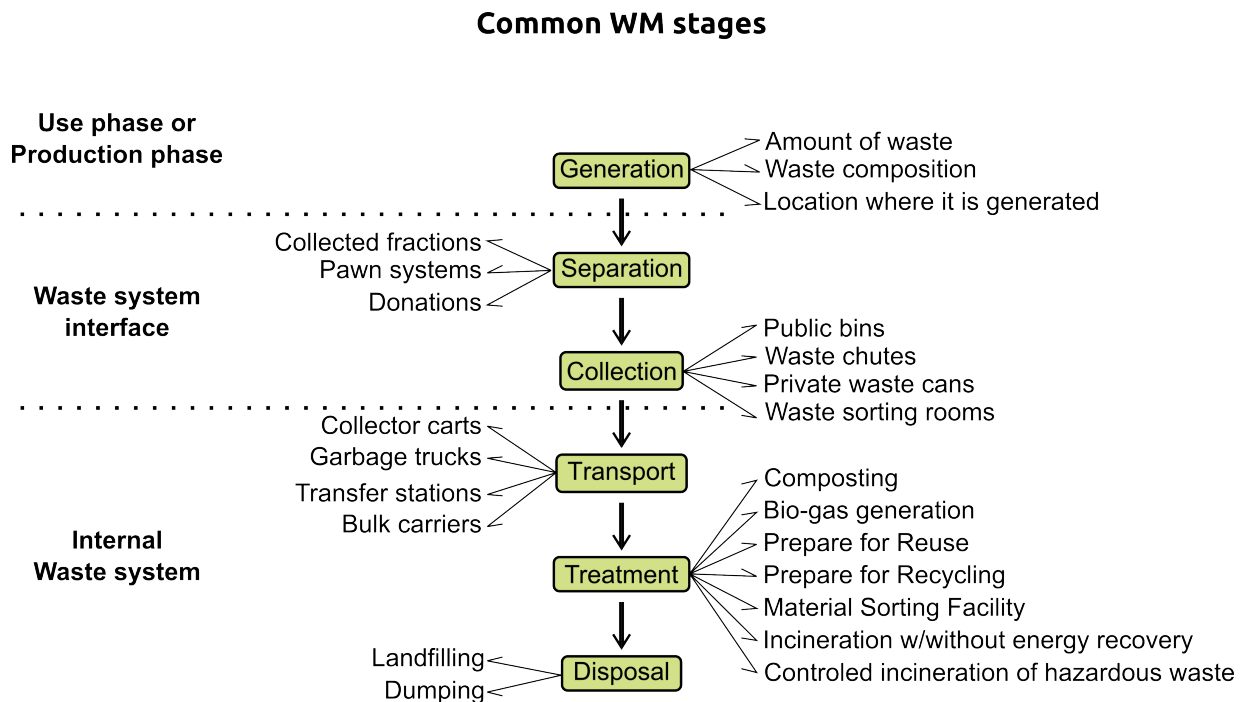 Common WM stages
Use phase or
Production phase
Generation
Amount of waste
Waste composition
Location where it is generated
Waste system
interface
Collected fractions
Pawn systems
Donations
Separation
Collection
Public bins
Waste chutes
Private waste cans
Waste sorting rooms
Internal
Waste system
Collector carts
Garbage trucks
Transfer stations
Bulk carriers
Transport
Treatment
Composting
Bio-gas generation
Prepare for Reuse
Prepare for Recycling
Material Sorting Facility
Incineration w/without energy recovery
Controled incineration of hazardous waste
Landfilling
Dumping
Disposal